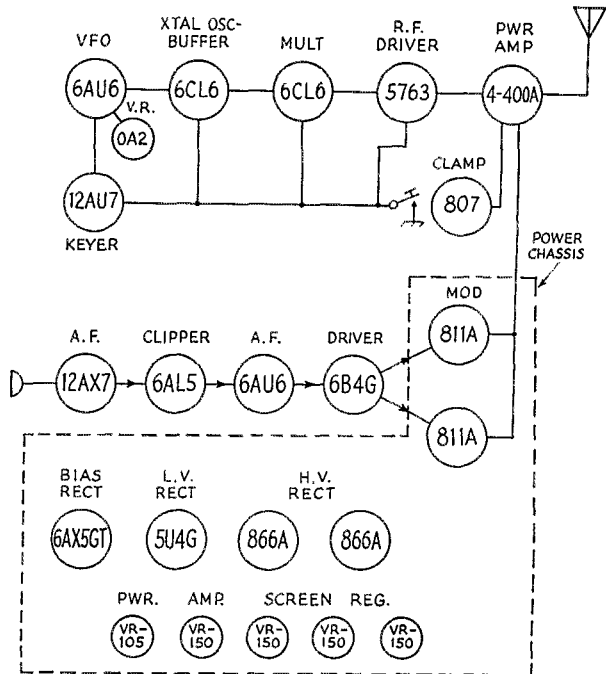 VFO
XTAL OSC-
BUFFER
MULT
R.F.
DRIVER
PWR
AMP
6AU6
V.R.
0A2
6CL6
6CL6
5763
4-400A
12AU7
KEYER
CLAMP
807
POWER
CHASSIS
MOD
811A
811A
A.F.
CLIPPER
A.F.
DRIVER
12AX7
6AL5
6AU6
6B4G
BIAS
RECT
L.V.
RECT
H.V.
RECT
6AX5GT
5U4G
866A
866A
PWR. AMP. SCREEN REG.
VR-
105
VR-
150
VR-
150
VR-
150
VR-
150